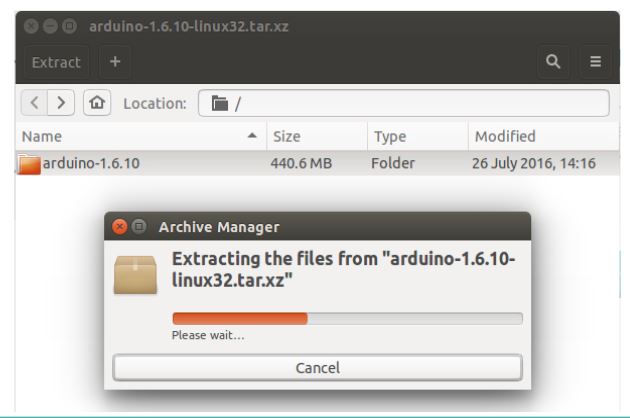 arduino-1.6.10-linux32.tar.xz
Extract +
Location: /
Name Size Type Modified
arduino-1.6.10 440.6 MB Folder 26 July 2016, 14:16
Archive Manager
Extracting the files from "arduino-1.6.10-
linux32.tar.xz"
Please wait...
Cancel